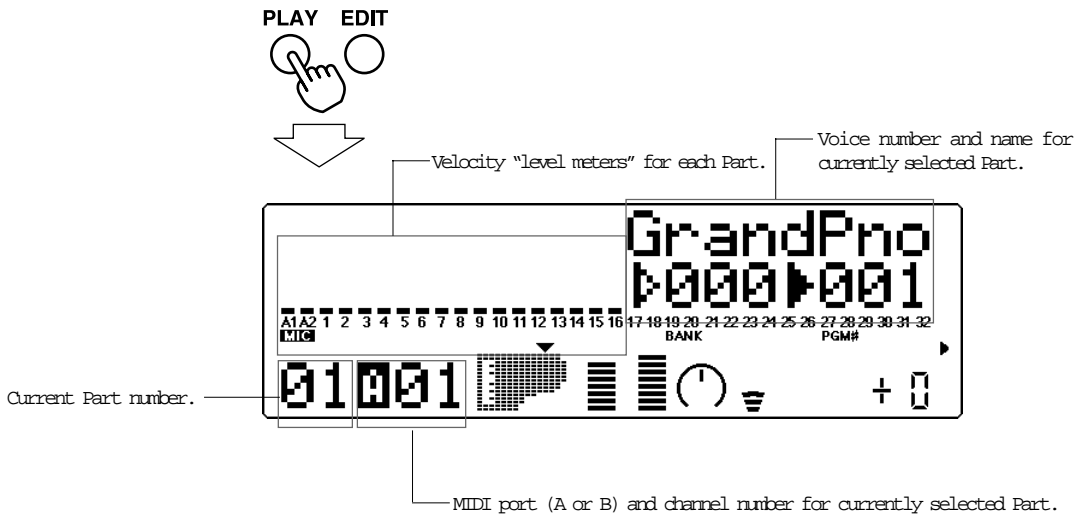 PLAY EDIT
Voice number and name for
currently selected Part.
Velocity “level meters” for each Part.
GrandPno
000 001
A1 A2 1 2 3 4 5 6 7 8 9 10 11 12 13 14 15 16 17 18 19 20 21 22 23 24 25 26 27 28 29 30 31 32
MIC BANK PGM#
Current Part number.
01 A01 + 0
MIDI port (A or B) and channel number for currently selected Part.